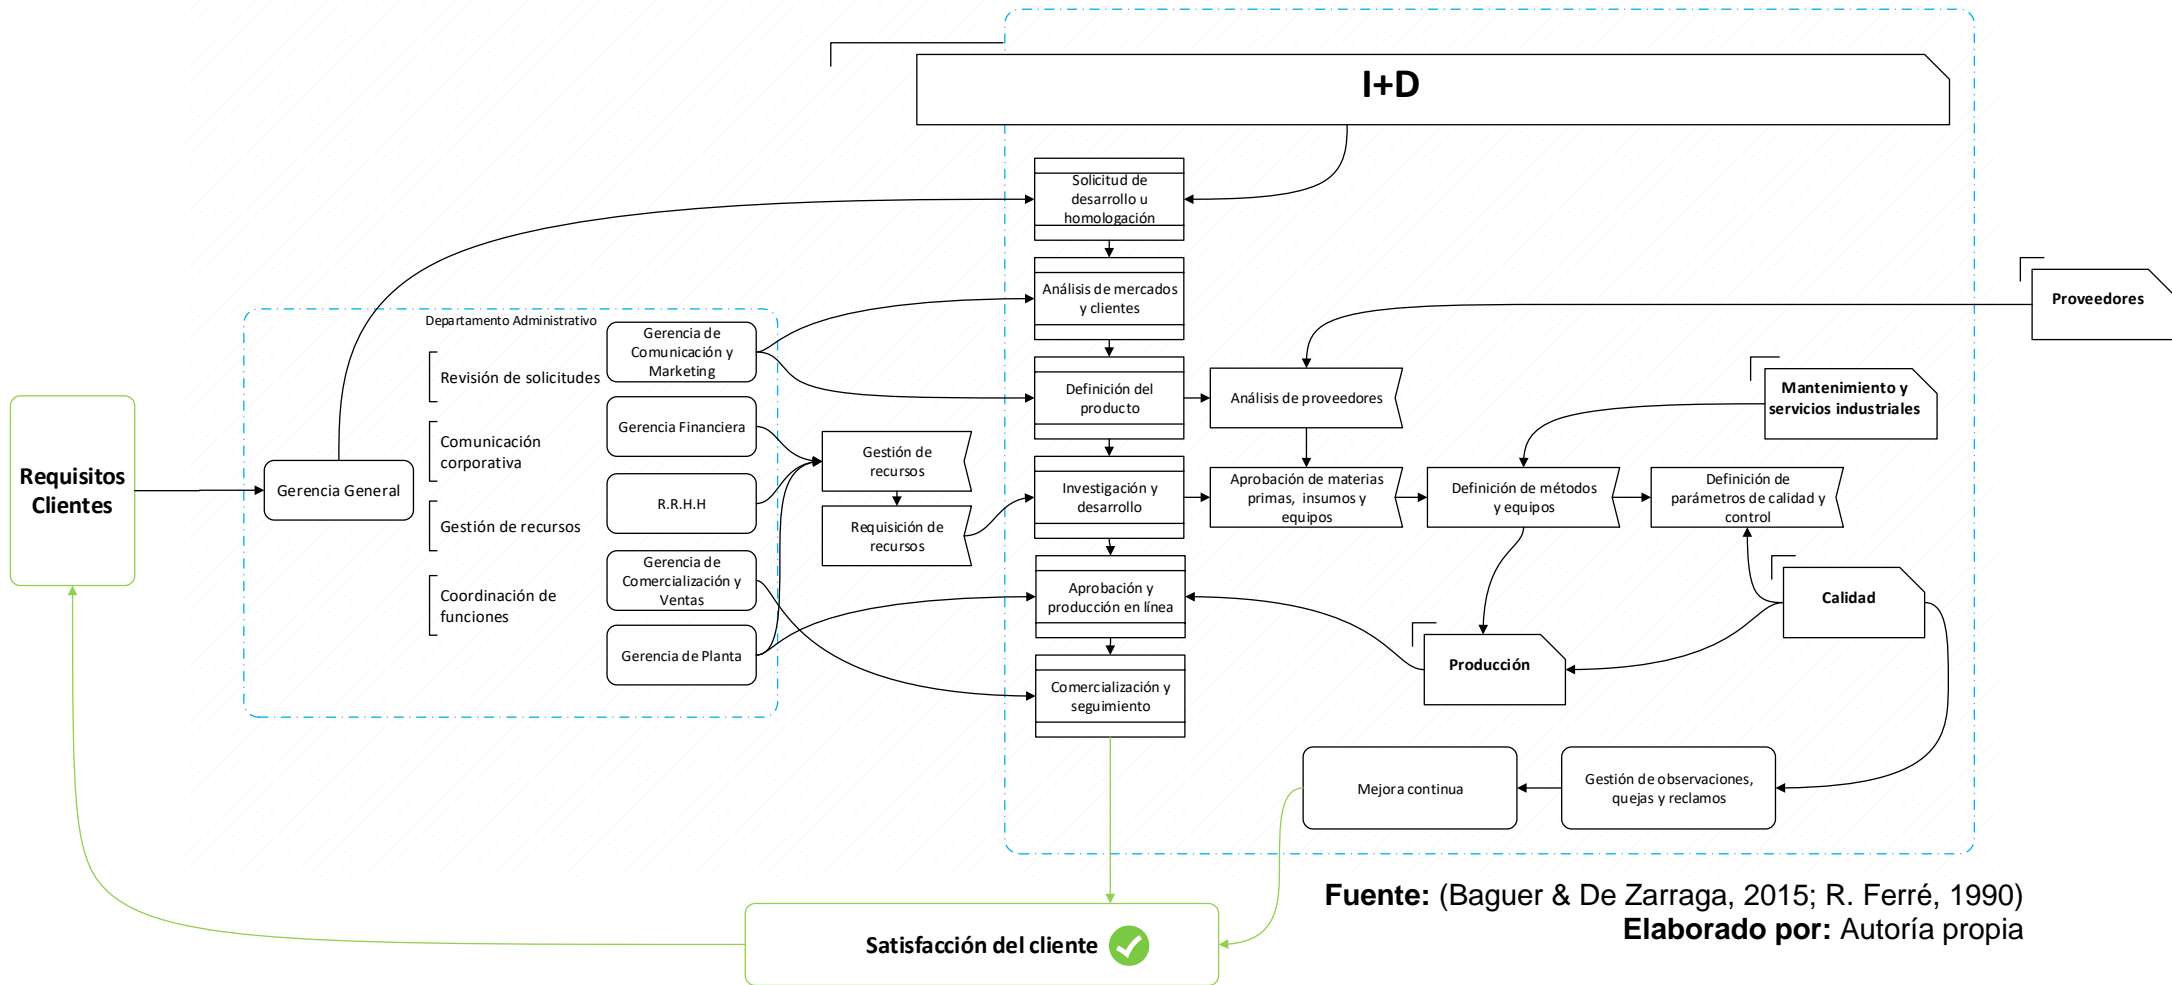 I+D
Solicitud de
desarrollo u
homologación
Análisis de mercados
y clientes
Proveedores
Departamento Administrativo
Gerencia de
Comunicación y
Marketing
Revisión de solicitudes
Definición del
producto
Análisis de proveedores
Mantenimiento y
servicios industriales
Gerencia Financiera
Comunicación
corporativa
Gestión de
recursos
Requisitos
Clientes
Gerencia General
R.R.H.H
Gestión de recursos
Requisición de
recursos
Investigación y
desarrollo
Aprobación de materias
primas, insumos y
equipos
Definición de métodos
y equipos
Definición de
parámetros de calidad y
control
Gerencia de
Comercialización y
Ventas
Coordinación de
funciones
Aprobación y
producción en línea
Calidad
Gerencia de Planta
Producción
Comercialización y
seguimiento
Mejora continua
Gestión de observaciones,
quejas y reclamos
Satisfacción del cliente
Fuente: (Baguer & De Zarraga, 2015; R. Ferré, 1990)
Elaborado por: Autoría propia